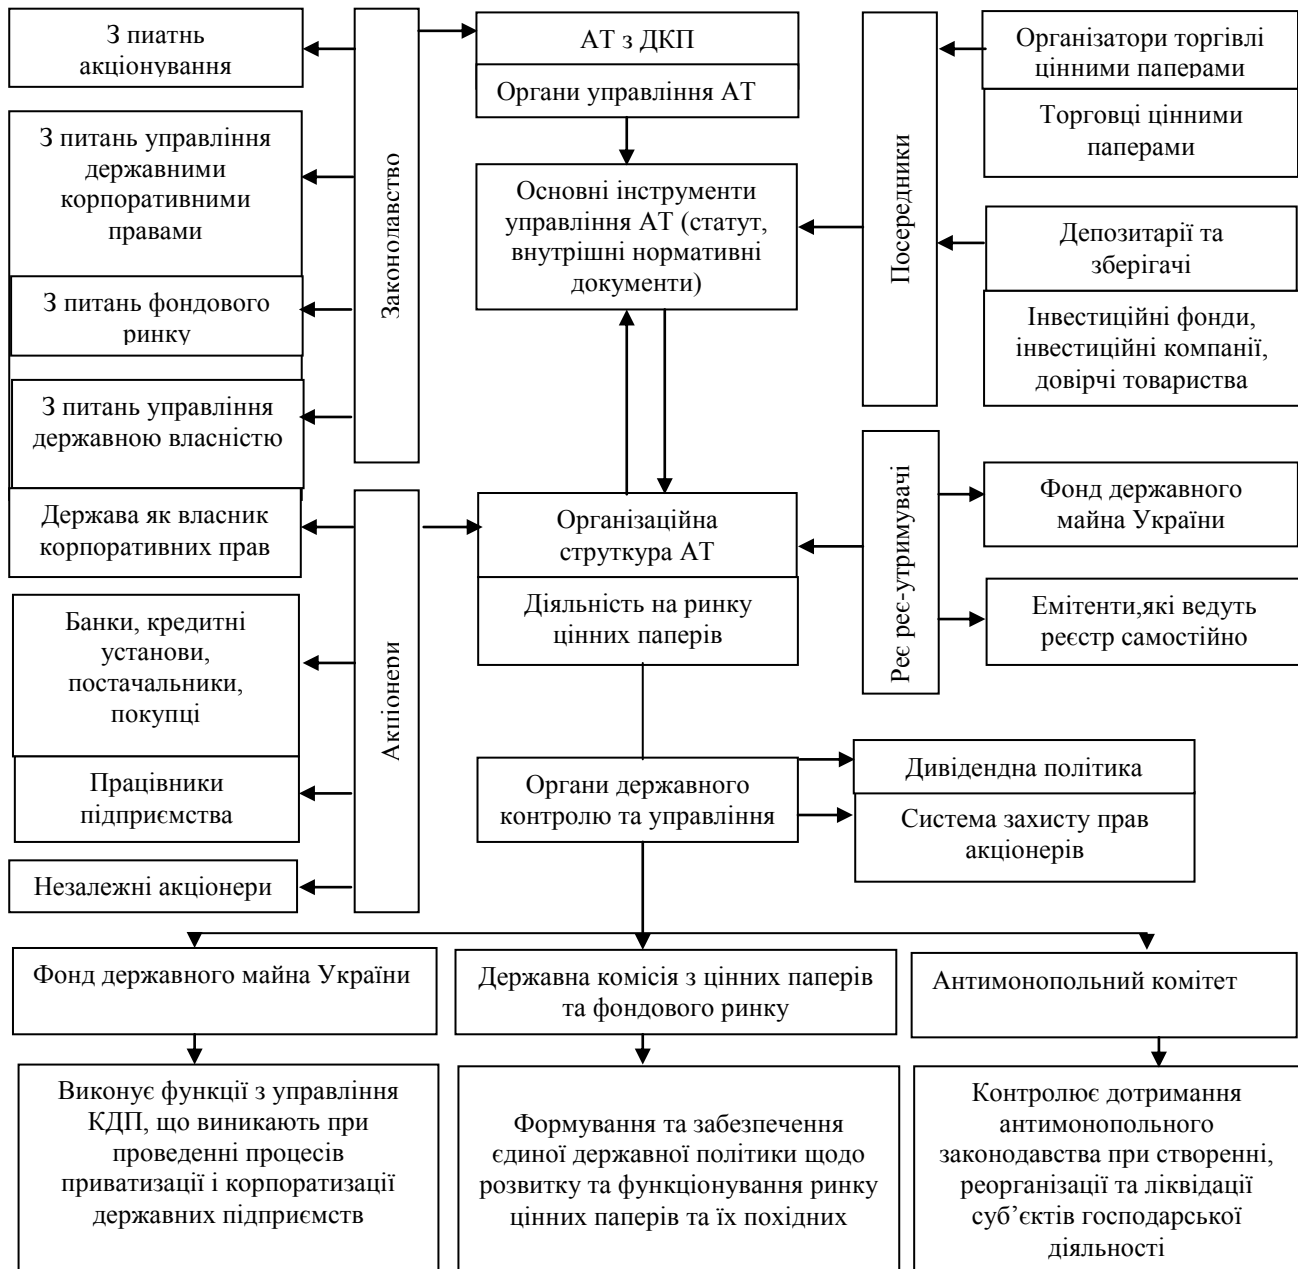 З пиатнь
акціонування
З питань управління
державними
корпоративними
правами
З питань фондового
ринку
З питань управління
державною власністю
Держава як власник
корпоративних прав
Банки, кредитні
установи,
постачальники,
покупці
Працівники
підприємства
Незалежні акціонери
Законодавство
Акціонери
АТ з ДКП
Органи управління АТ
Основні інструменти
управління АТ (статут,
внутрішні нормативні
документи)
Організаційна
струткура АТ
Діяльність на ринку
цінних паперів
Органи державного
контролю та управління
Посередники
Реє реє-утримувачі
Організатори торгівлі
цінними паперами
Торговці цінними
паперами
Депозитарії та
зберігачі
Інвестиційні фонди,
інвестиційні компанії,
довірчі товариства
Фонд державного
майна України
Емітенти,які ведуть
реєстр самостійно
Дивідендна політика
Система захисту прав
акціонерів
Фонд державного майна України
Державна комісія з цінних паперів
та фондового ринку
Антимонопольний комітет
Виконує функції з управління
КДП, що виникають при
проведенні процесів
приватизації і корпоратизації
державних підприємств
Формування та забезпечення
єдиної державної політики щодо
розвитку та функціонування ринку
цінних паперів та їх похідних
Контролює дотримання
антимонопольного
законодавства при створенні,
реорганізації та ліквідації
суб’єктів господарської
діяльності